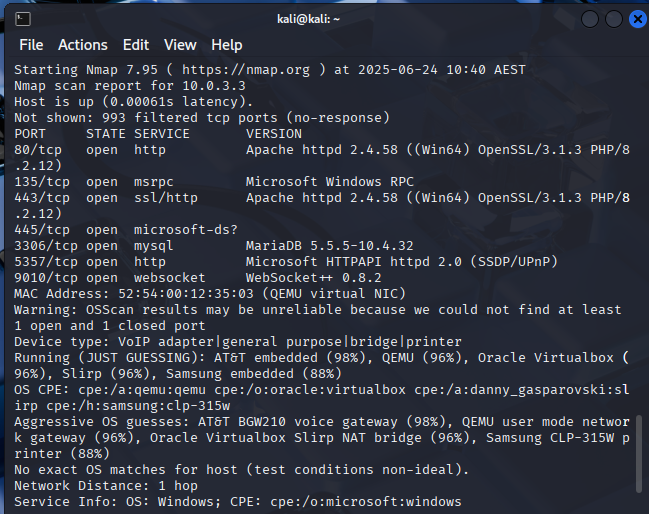 kali@kali: ~
File Actions Edit View Help
Starting Nmap 7.95 ( https://nmap.org ) at 2025-06-24 10:40 AEST
Nmap scan report for 10.0.3.3
Host is up (0.00061s latency).
Not shown: 993 filtered tcp ports (no-response)
PORT     STATE SERVICE       VERSION
80/tcp   open  http          Apache httpd 2.4.58 ((Win64) OpenSSL/3.1.3 PHP/8
.2.12)
135/tcp  open  msrpc         Microsoft Windows RPC
443/tcp  open  ssl/http      Apache httpd 2.4.58 ((Win64) OpenSSL/3.1.3 PHP/8
.2.12)
445/tcp  open  microsoft-ds?
3306/tcp open  mysql         MariaDB 5.5.5-10.4.32
5357/tcp open  http          Microsoft HTTPAPI httpd 2.0 (SSDP/UPnP)
9010/tcp open  websocket     WebSocket++ 0.8.2
MAC Address: 52:54:00:12:35:03 (QEMU virtual NIC)
Warning: OSScan results may be unreliable because we could not find at least
1 open and 1 closed port
Device type: VoIP adapter|general purpose|bridge|printer
Running (JUST GUESSING): AT&T embedded (98%), QEMU (96%), Oracle Virtualbox (
96%), Slirp (96%), Samsung embedded (88%)
OS CPE: cpe:/a:qemu:qemu cpe:/o:oracle:virtualbox cpe:/a:danny_gasparovski:sl
irp cpe:/h:samsung:clp-315w
Aggressive OS guesses: AT&T BGW210 voice gateway (98%), QEMU user mode networ
k gateway (96%), Oracle Virtualbox Slirp NAT bridge (96%), Samsung CLP-315W p
rinter (88%)
No exact OS matches for host (test conditions non-ideal).
Network Distance: 1 hop
Service Info: OS: Windows; CPE: cpe:/o:microsoft:windows